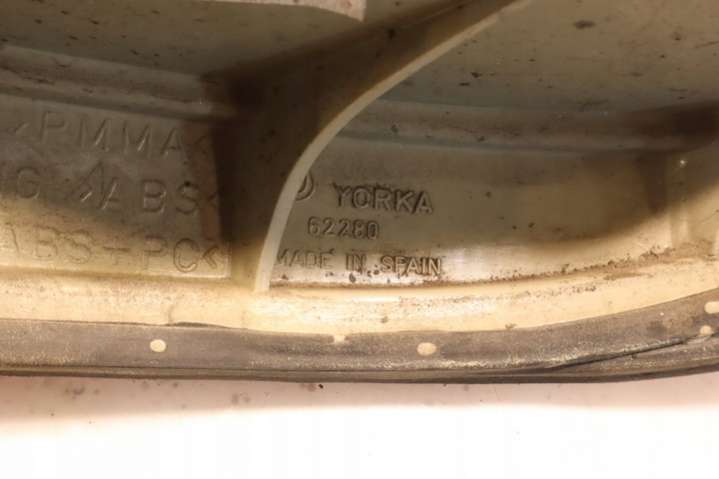 >PMMA<
ABS<
ABS-PC<
YORKA
62280
MADE IN SPAIN